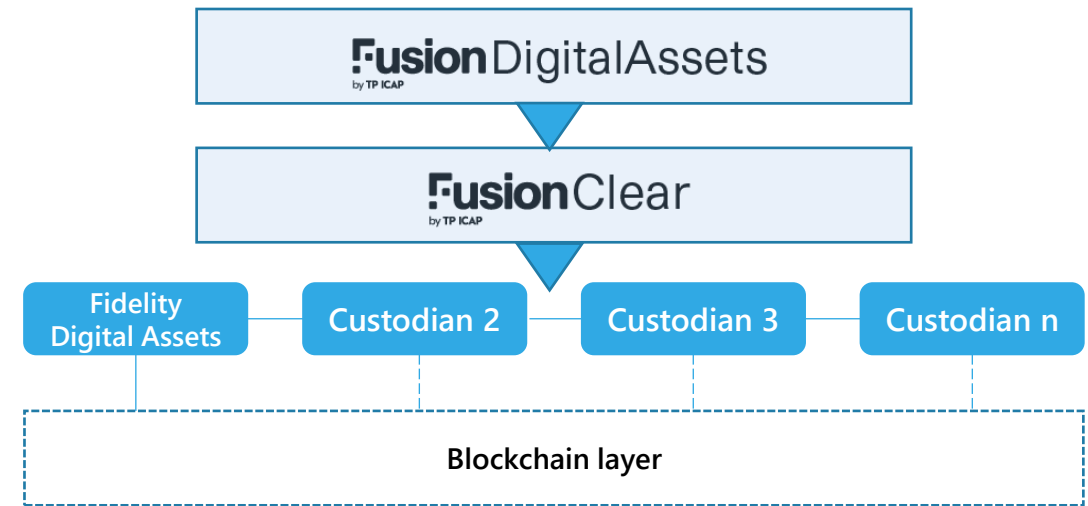 Fusion DigitalAssets
by TP ICAP
Fusion Clear
by TP ICAP
Fidelity
Digital Assets
Custodian 2
Custodian 3
Custodian n
Blockchain layer